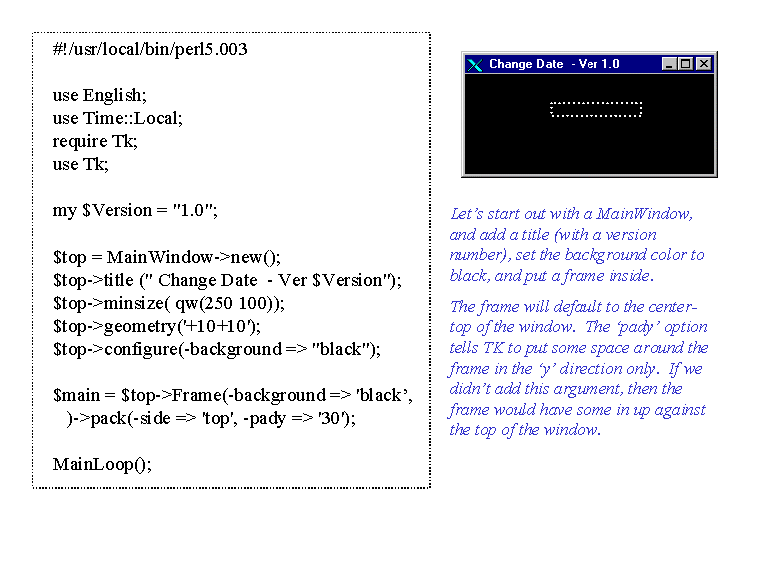 #!/usr/local/bin/perl5.003
use English;
use Time::Local;
require Tk;
use Tk;
my $Version = "1.0";
$top = MainWindow->new();
$top->title (" Change Date  - Ver $Version");
$top->minsize( qw(250 100));
$top->geometry('+10+10');
$top->configure(-background => "black");
$main = $top->Frame(-background => 'black’,
)->pack(-side => 'top', -pady => '30');
MainLoop();
Change Date  - Ver 1.0
Let’s start out with a MainWindow,
and add a title (with a version
number), set the background color to
black, and put a frame inside.
The frame will default to the center-
top of the window.  The ‘pady’ option
tells TK to put some space around the
frame in the ‘y’ direction only.  If we
didn’t add this argument, then the
frame would have some in up against
the top of the window.